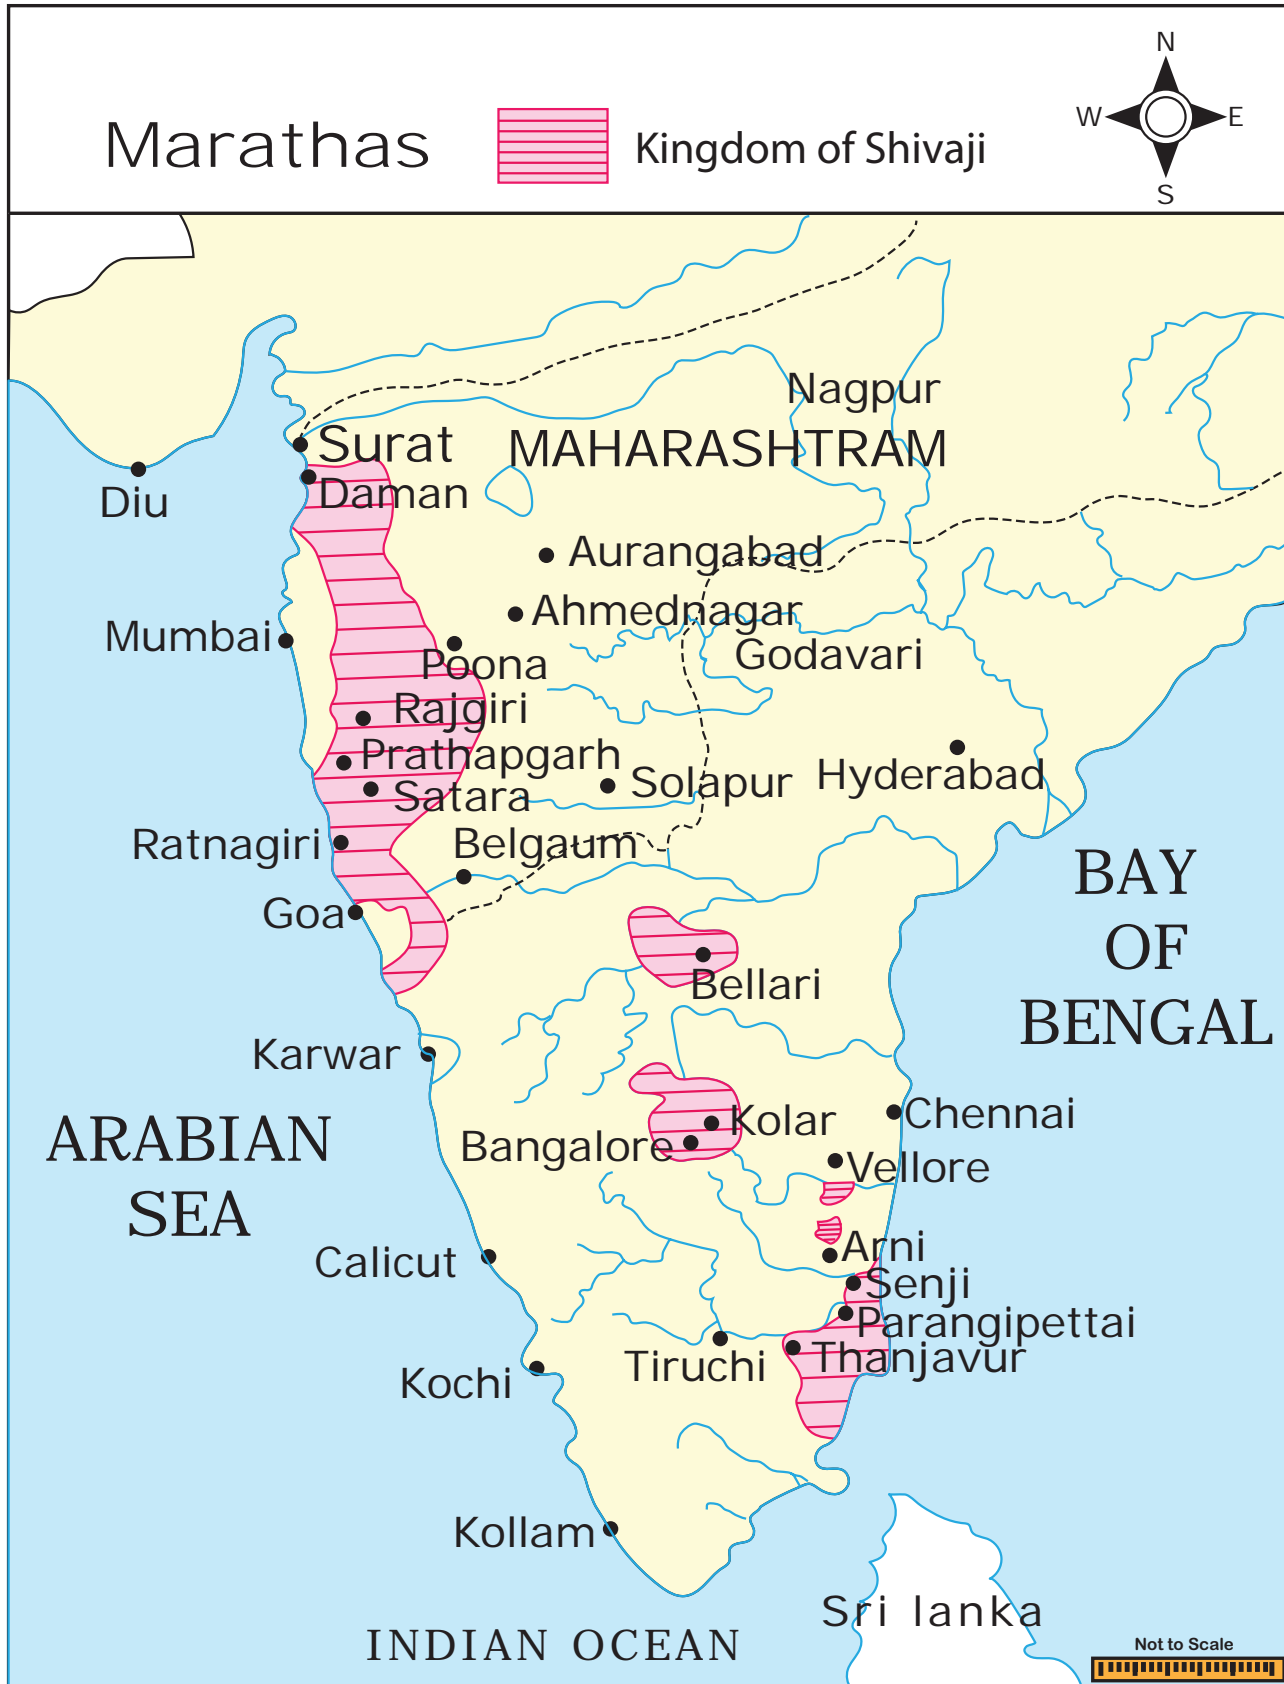 N
W E
S
Marathas
Kingdom of Shivaji
Nagpur
Surat
MAHARASHTRAM
Daman
Diu
Aurangabad
Ahmednagar
Mumbai
Godavari
Poona
Rajgiri
Prathapgarh
Hyderabad
Solapur
Satara
Ratnagiri
Belgaum
BAY
OF
BENGAL
Goa
Bellari
Karwar
Chennai
Kolar
ARABIAN
SEA
Bangalore
Vellore
Arni
Calicut
Senji
Parangipettai
Thanjavur
Tiruchi
Kochi
Kollam
Sri lanka
INDIAN OCEAN
Not to Scale